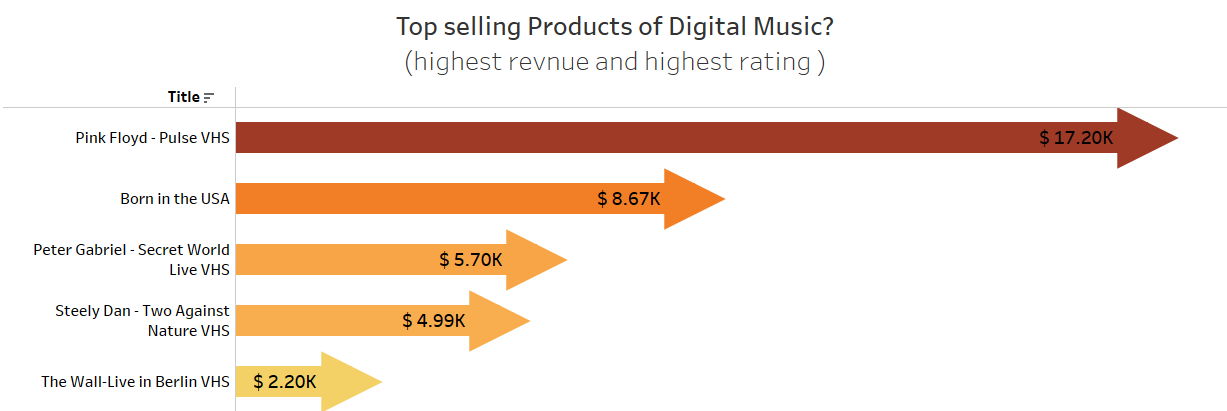 Top selling Products of Digital Music?
(highest revnue and highest rating )
Title
Pink Floyd - Pulse VHS
$ 17.20K
Born in the USA
$ 8.67K
Peter Gabriel - Secret World
Live VHS
$ 5.70K
Steely Dan - Two Against
Nature VHS
$ 4.99K
The Wall-Live in Berlin VHS
$ 2.20K